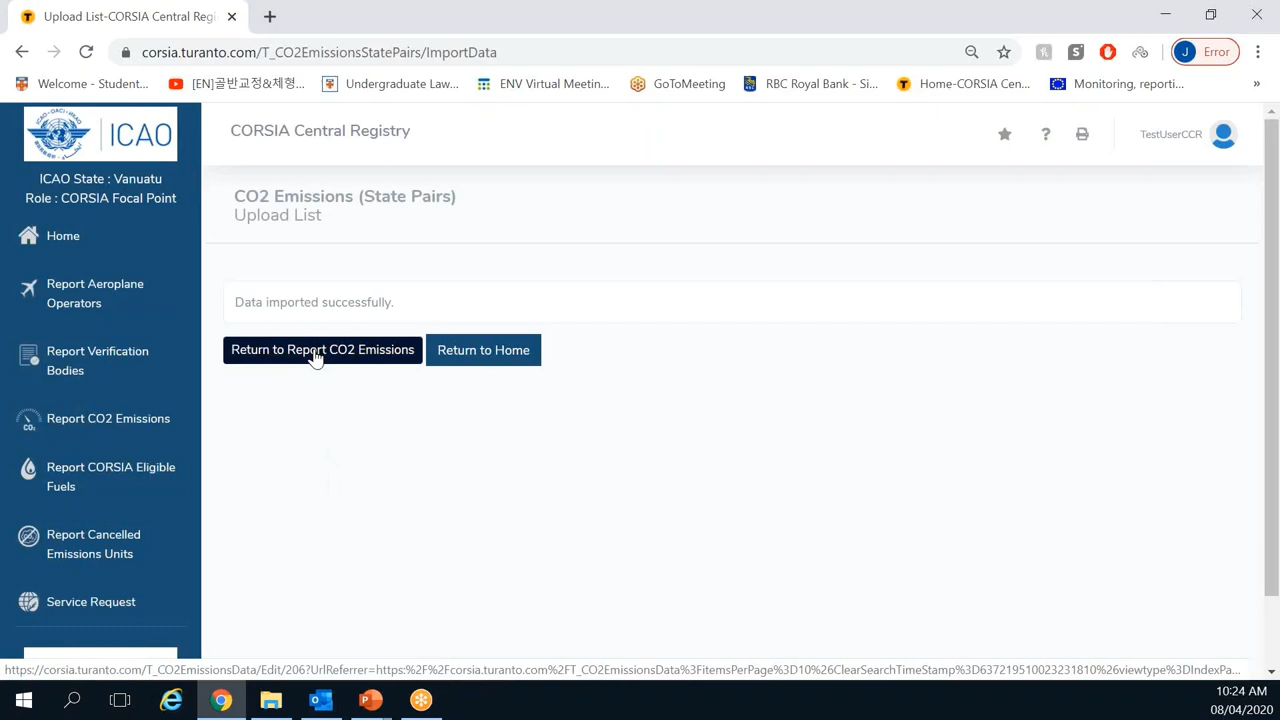 Upload List-CORSIA Central Regi
corsia.turanto.com/T_CO2EmissionsStatePairs/ImportData
J Error
Welcome - Student...
[EN]골반교정&체형...
Undergraduate Law...
ENV Virtual Meetin...
GoToMeeting
RBC Royal Bank - Si...
Home-CORSIA Cen...
Monitoring, reporti...
»
ICAO
ICAO State : Vanuatu
Role : CORSIA Focal Point
Home
Report Aeroplane
Operators
Report Verification
Bodies
Report CO2 Emissions
Report CORSIA Eligible
Fuels
Report Cancelled
Emissions Units
Service Request
CORSIA Central Registry
TestUserCCR
CO2 Emissions (State Pairs)
Upload List
Data imported successfully.
Return to Report CO2 Emissions
Return to Home
https://corsia.turanto.com/T_CO2EmissionsData/Edit/206?UrlReferrer=https:%2F%2Fcorsia.turanto.com%2FT_CO2EmissionsData%3FitemsPerPage%3D10%26ClearSearchTimeStamp%3D637219510023231810%26viewtype%3DIndexPa...
10:24 AM
08/04/2020